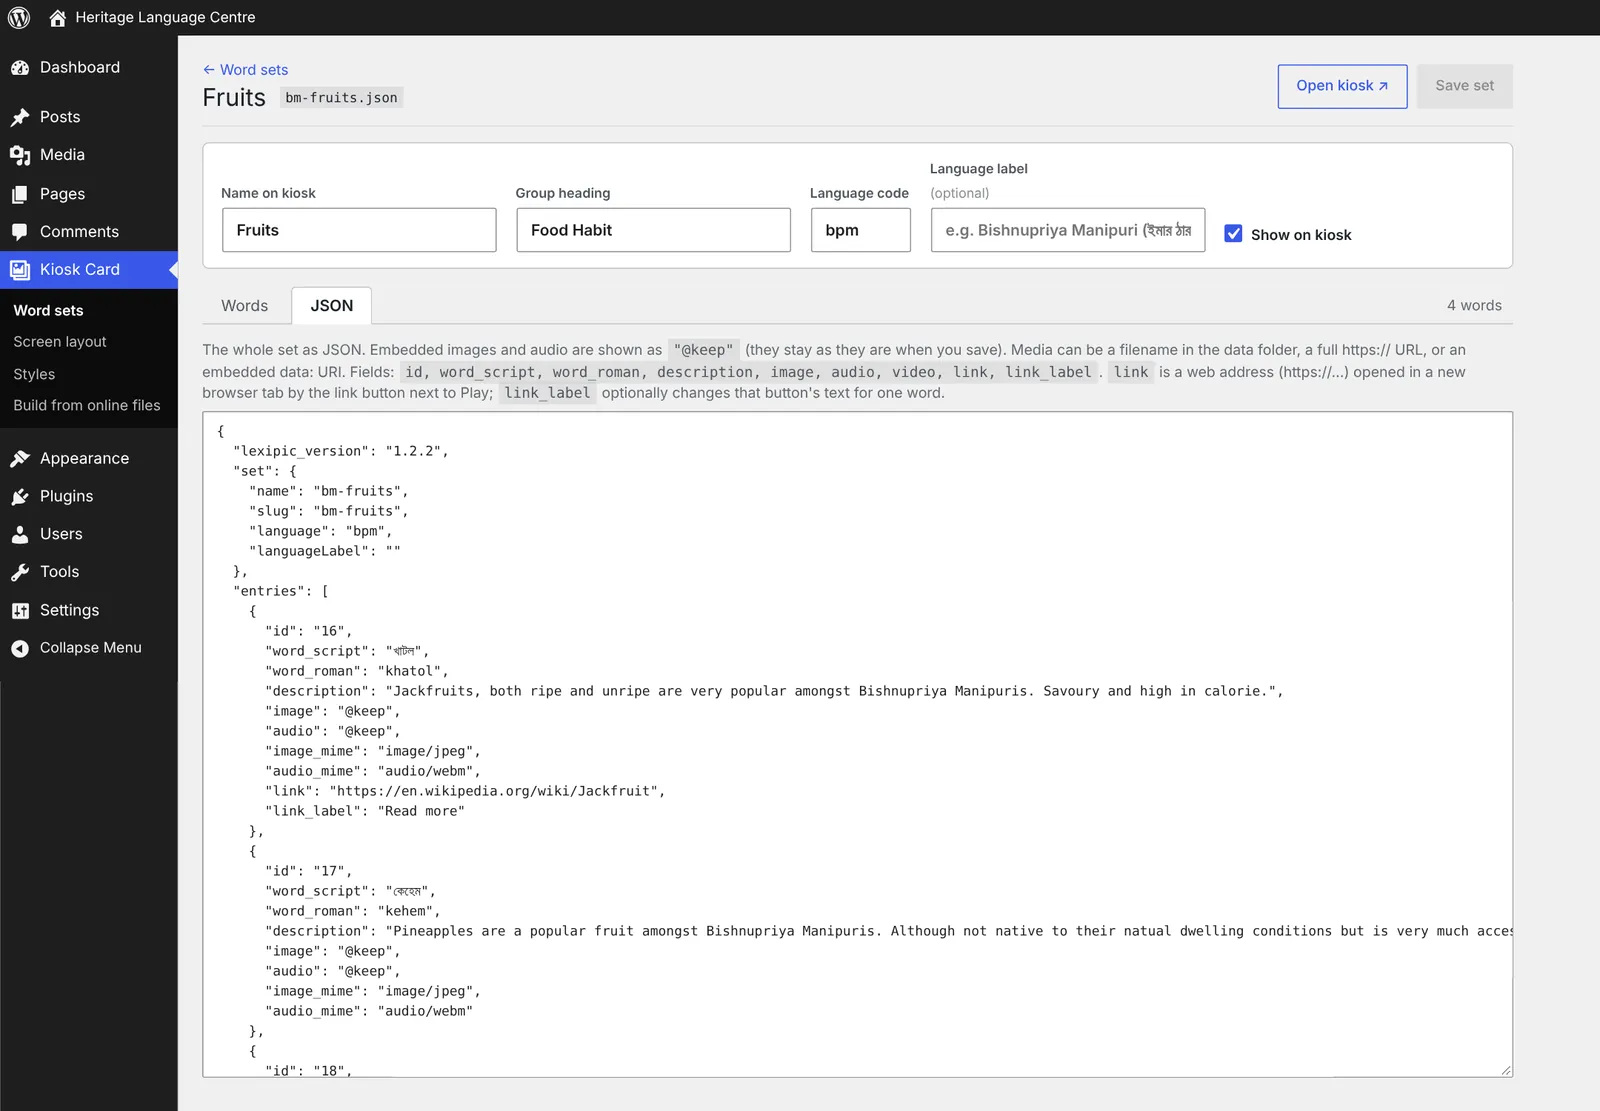 Heritage Language Centre
Dashboard
Posts
Media
Pages
Comments
Kiosk Card
Word sets
Screen layout
Styles
Build from online files
Appearance
Plugins
Users
Tools
Settings
Collapse Menu
← Word sets
Fruits bm-fruits.json
Open kiosk ↗ Save set
Name on kiosk
Fruits
Group heading
Food Habit
Language code
bpm
Language label
(optional)
e.g. Bishnupriya Manipuri (ইমার ঠার
Show on kiosk
Words JSON 4 words
The whole set as JSON. Embedded images and audio are shown as "@keep" (they stay as they are when you save). Media can be a filename in the data folder, a full https:// URL, or an
embedded data: URI. Fields: id, word_script, word_roman, description, image, audio, video, link, link_label . link is a web address (https://...) opened in a new
browser tab by the link button next to Play; link_label optionally changes that button's text for one word.
{
"lexipic_version": "1.2.2",
"set": {
"name": "bm-fruits",
"slug": "bm-fruits",
"language": "bpm",
"languageLabel": ""
},
"entries": [
{
"id": "16",
"word_script": "খাটল",
"word_roman": "khatol",
"description": "Jackfruits, both ripe and unripe are very popular amongst Bishnupriya Manipuris. Savoury and high in calorie.",
"image": "@keep",
"audio": "@keep",
"image_mime": "image/jpeg",
"audio_mime": "audio/webm",
"link": "https://en.wikipedia.org/wiki/Jackfruit",
"link_label": "Read more"
},
{
"id": "17",
"word_script": "কেহেম",
"word_roman": "kehem",
"description": "Pineapples are a popular fruit amongst Bishnupriya Manipuris. Although not native to their natual dwelling conditions but is very much acces
"image": "@keep",
"audio": "@keep",
"image_mime": "image/jpeg",
"audio_mime": "audio/webm"
},
{
"id": "18",